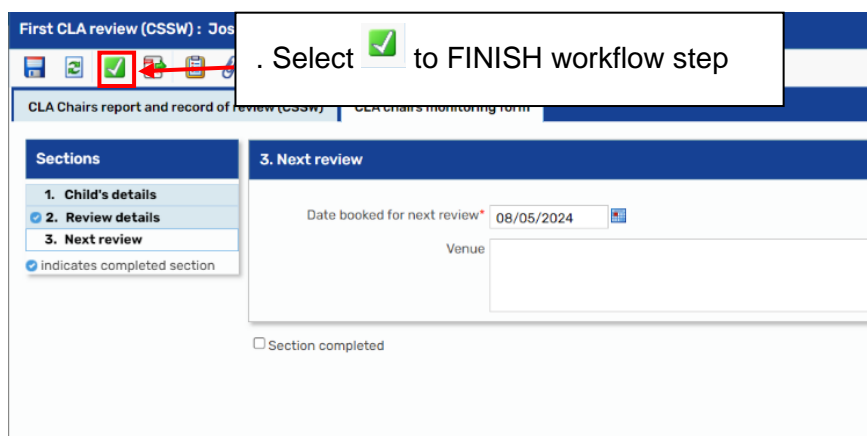 First CLA review (CSSW) : Jos
. Select to FINISH workflow step
CLA Chairs report and record of review (CSSW)
CLA chairs monitoring form
Sections
1. Child's details
2. Review details
3. Next review
indicates completed section
3. Next review
Date booked for next review* 08/05/2024
Venue
Section completed